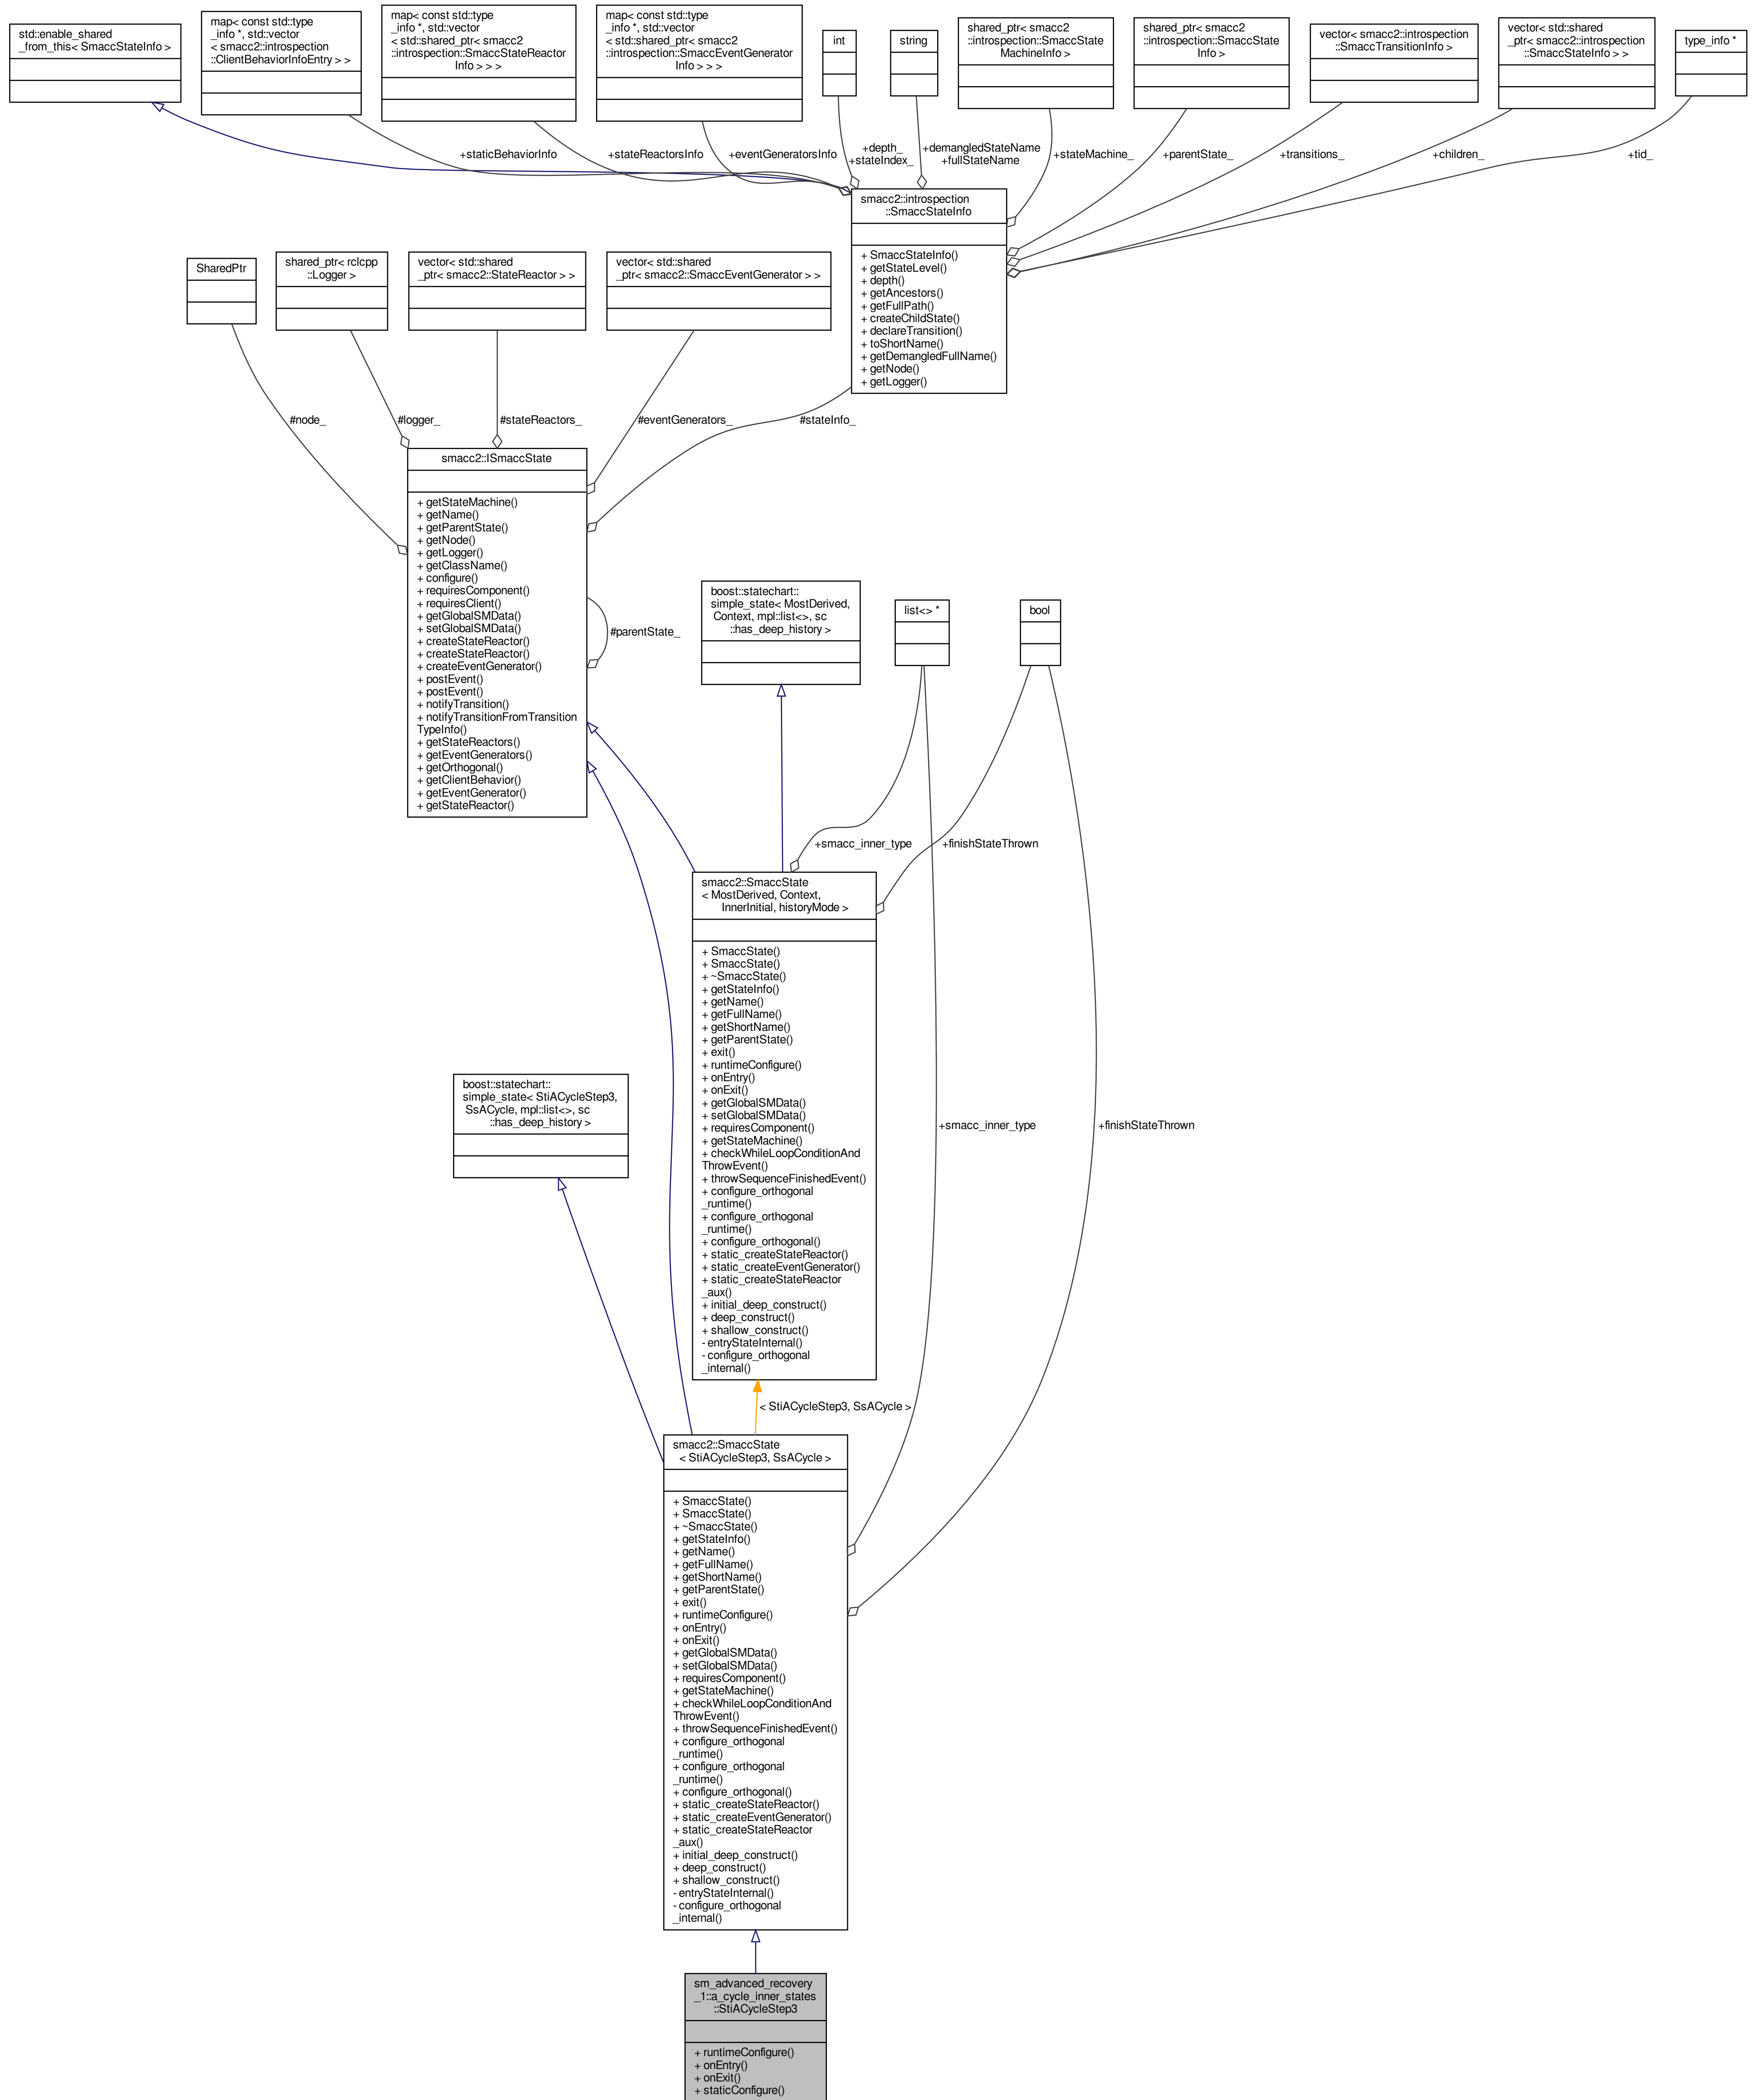 std::enable_shared
_from_this< SmaccStateInfo >
map< const std::type
_info *, std::vector
< smacc2::introspection
::ClientBehaviorInfoEntry > >
map< const std::type
_info *, std::vector
< std::shared_ptr< smacc2
::introspection::SmaccStateReactor
Info > > >
map< const std::type
_info *, std::vector
< std::shared_ptr< smacc2
::introspection::SmaccEventGenerator
Info > > >
int
string
shared_ptr< smacc2
::introspection::SmaccState
MachineInfo >
shared_ptr< smacc2
::introspection::SmaccState
Info >
vector< smacc2::introspection
::SmaccTransitionInfo >
vector< std::shared
_ptr< smacc2::introspection
::SmaccStateInfo > >
type_info *
+staticBehaviorInfo
+stateReactorsInfo
+eventGeneratorsInfo
+depth_
+stateIndex_
+demangledStateName
+fullStateName
+stateMachine_
+parentState_
+transitions_
+children_
+tid_
smacc2::introspection
::SmaccStateInfo
+ SmaccStateInfo()
+ getStateLevel()
+ depth()
+ getAncestors()
+ getFullPath()
+ createChildState()
+ declareTransition()
+ toShortName()
+ getDemangledFullName()
+ getNode()
+ getLogger()
SharedPtr
shared_ptr< rclcpp
::Logger >
vector< std::shared
_ptr< smacc2::StateReactor > >
vector< std::shared
_ptr< smacc2::SmaccEventGenerator > >
#node_
#logger_
#stateReactors_
#eventGenerators_
#stateInfo_
smacc2::ISmaccState
+ getStateMachine()
+ getName()
+ getParentState()
+ getNode()
+ getLogger()
+ getClassName()
+ configure()
+ requiresComponent()
+ requiresClient()
+ getGlobalSMData()
+ setGlobalSMData()
+ createStateReactor()
+ createStateReactor()
+ createEventGenerator()
+ postEvent()
+ postEvent()
+ notifyTransition()
+ notifyTransitionFromTransition
TypeInfo()
+ getStateReactors()
+ getEventGenerators()
+ getOrthogonal()
+ getClientBehavior()
+ getEventGenerator()
+ getStateReactor()
#parentState_
boost::statechart::
simple_state< MostDerived,
Context, mpl::list<>, sc
::has_deep_history >
list<> *
bool
+smacc_inner_type
+finishStateThrown
smacc2::SmaccState
< MostDerived, Context,
InnerInitial, historyMode >
+ SmaccState()
+ SmaccState()
+ ~SmaccState()
+ getStateInfo()
+ getName()
+ getFullName()
+ getShortName()
+ getParentState()
+ exit()
+ runtimeConfigure()
+ onEntry()
+ onExit()
+ getGlobalSMData()
+ setGlobalSMData()
+ requiresComponent()
+ getStateMachine()
+ checkWhileLoopConditionAnd
ThrowEvent()
+ throwSequenceFinishedEvent()
+ configure_orthogonal
_runtime()
+ configure_orthogonal
_runtime()
+ configure_orthogonal()
+ static_createStateReactor()
+ static_createEventGenerator()
+ static_createStateReactor
_aux()
+ initial_deep_construct()
+ deep_construct()
+ shallow_construct()
- entryStateInternal()
- configure_orthogonal
_internal()
boost::statechart::
simple_state< StiACycleStep3,
SsACycle, mpl::list<>, sc
::has_deep_history >
+smacc_inner_type
+finishStateThrown
< StiACycleStep3, SsACycle >
smacc2::SmaccState
< StiACycleStep3, SsACycle >
+ SmaccState()
+ SmaccState()
+ ~SmaccState()
+ getStateInfo()
+ getName()
+ getFullName()
+ getShortName()
+ getParentState()
+ exit()
+ runtimeConfigure()
+ onEntry()
+ onExit()
+ getGlobalSMData()
+ setGlobalSMData()
+ requiresComponent()
+ getStateMachine()
+ checkWhileLoopConditionAnd
ThrowEvent()
+ throwSequenceFinishedEvent()
+ configure_orthogonal
_runtime()
+ configure_orthogonal
_runtime()
+ configure_orthogonal()
+ static_createStateReactor()
+ static_createEventGenerator()
+ static_createStateReactor
_aux()
+ initial_deep_construct()
+ deep_construct()
+ shallow_construct()
- entryStateInternal()
- configure_orthogonal
_internal()
sm_advanced_recovery
_1::a_cycle_inner_states
::StiACycleStep3
+ runtimeConfigure()
+ onEntry()
+ onExit()
+ staticConfigure()